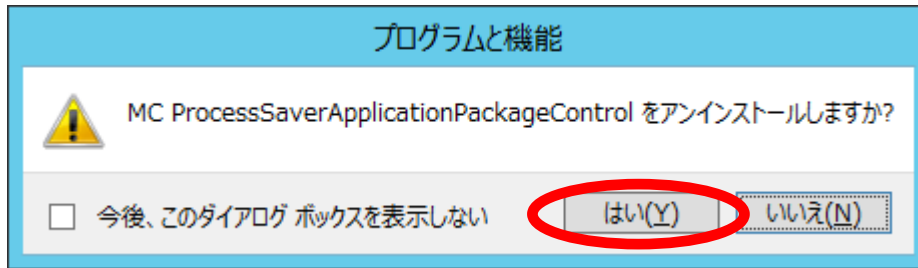 プログラムと機能
MC ProcessSaverApplicationPackageControl をアンインストールしますか?
今後、このダイアログ ボックスを表示しない
はい(Y)
いいえ(N)